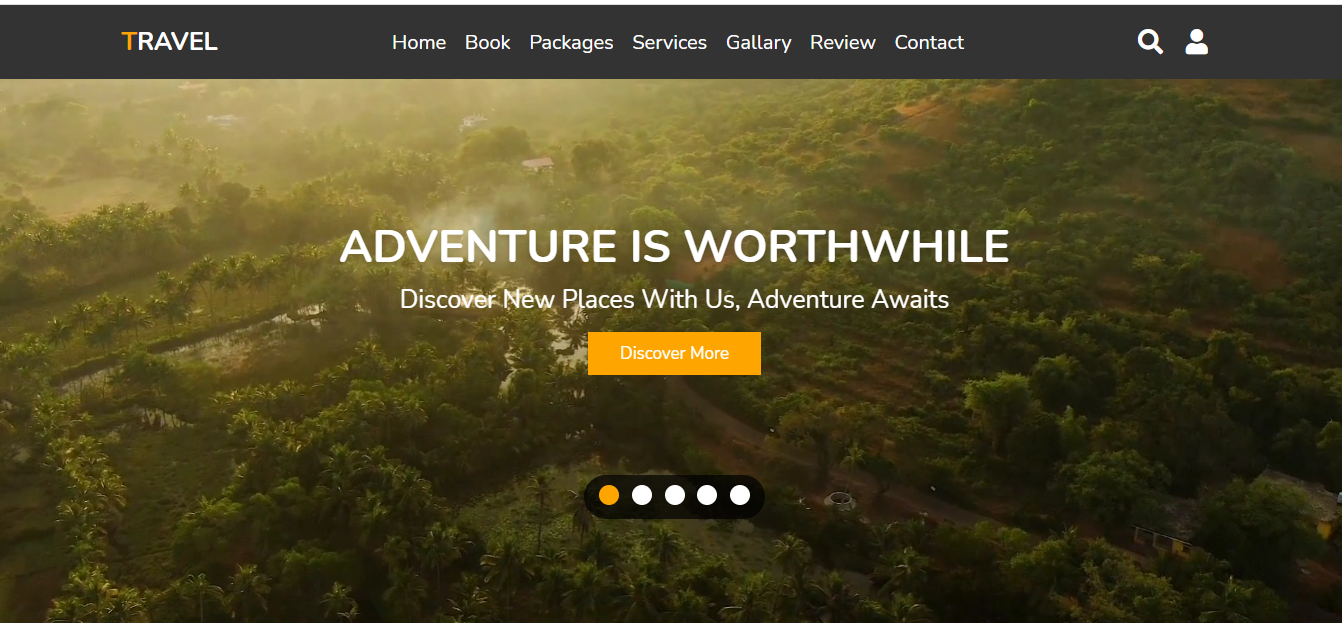 TRAVEL
Home Book Packages Services Gallary Review Contact
ADVENTURE IS WORTHWHILE
Discover New Places With Us, Adventure Awaits
Discover More